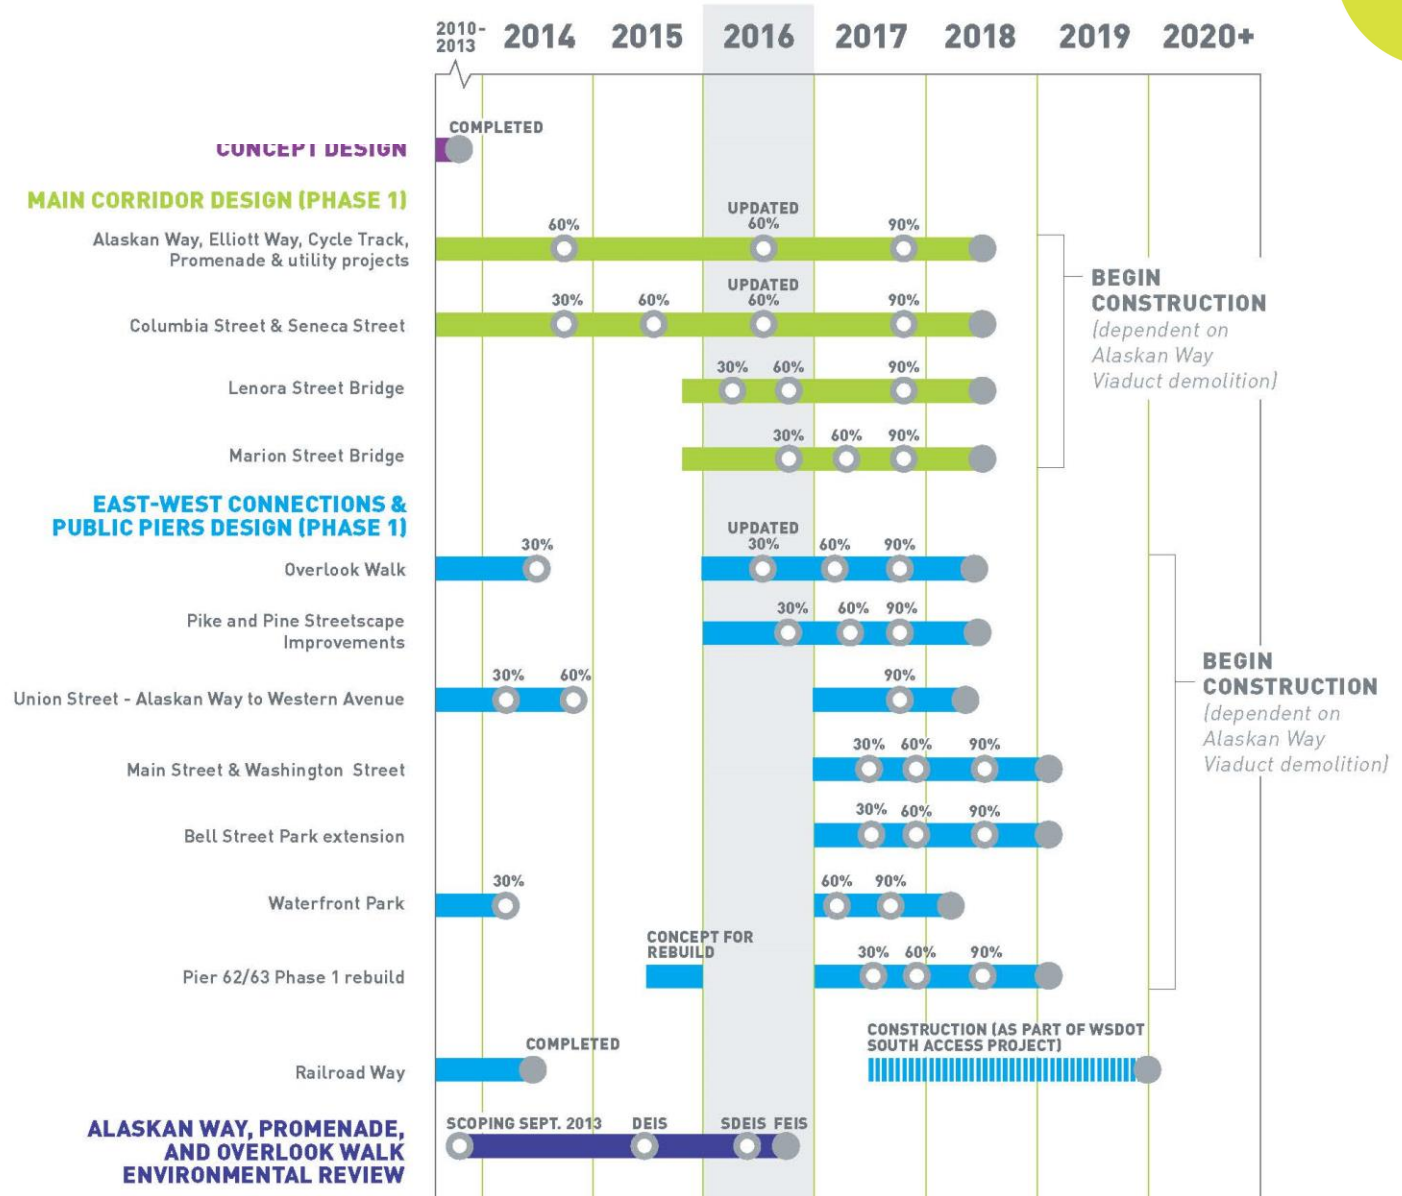 2010-
2013
2014 2015 2016 2017 2018 2019 2020+
COMPLETED
CONCEPT DESIGN
MAIN CORRIDOR DESIGN (PHASE 1)
Alaskan Way, Elliott Way, Cycle Track,
Promenade & utility projects
60%
UPDATED
60%
90%
Columbia Street & Seneca Street
30% 60%
UPDATED
60%
90%
Lenora Street Bridge
30% 60% 90%
Marion Street Bridge
30% 60% 90%
BEGIN
CONSTRUCTION
(dependent on
Alaskan Way
Viaduct demolition)
EAST-WEST CONNECTIONS &
PUBLIC PIERS DESIGN (PHASE 1)
Overlook Walk
30%
UPDATED
30%
60% 90%
Pike and Pine Streetscape
Improvements
30% 60% 90%
Union Street - Alaskan Way to Western Avenue
30% 60% 90%
Main Street & Washington Street
30% 60% 90%
Bell Street Park extension
30% 60% 90%
Waterfront Park
30% 60% 90%
Pier 62/63 Phase 1 rebuild
CONCEPT FOR
REBUILD
30% 60% 90%
BEGIN
CONSTRUCTION
(dependent on
Alaskan Way
Viaduct demolition)
Railroad Way
COMPLETED
CONSTRUCTION (AS PART OF WSDOT
SOUTH ACCESS PROJECT)
ALASKAN WAY, PROMENADE,
AND OVERLOOK WALK
ENVIRONMENTAL REVIEW
SCOPING SEPT. 2013 DEIS SDEIS FEIS